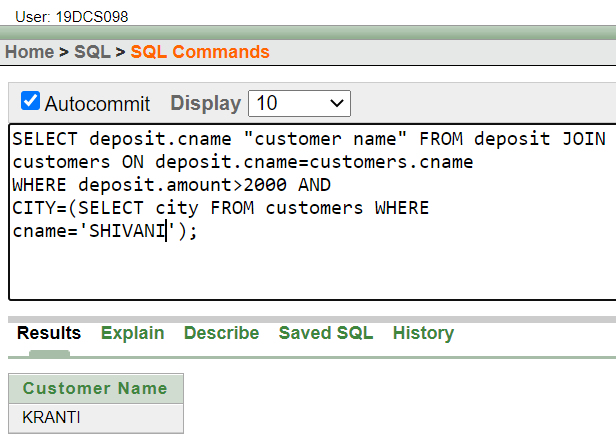 User: 19DCS098
Home > SQL > SQL Commands
Autocommit Display 10
SELECT deposit.cname "customer name" FROM deposit JOIN
customers ON deposit.cname=customers.cname
WHERE deposit.amount>2000 AND
CITY=(SELECT city FROM customers WHERE
cname='SHIVANI');
Results Explain Describe Saved SQL History
Customer Name
KRANTI